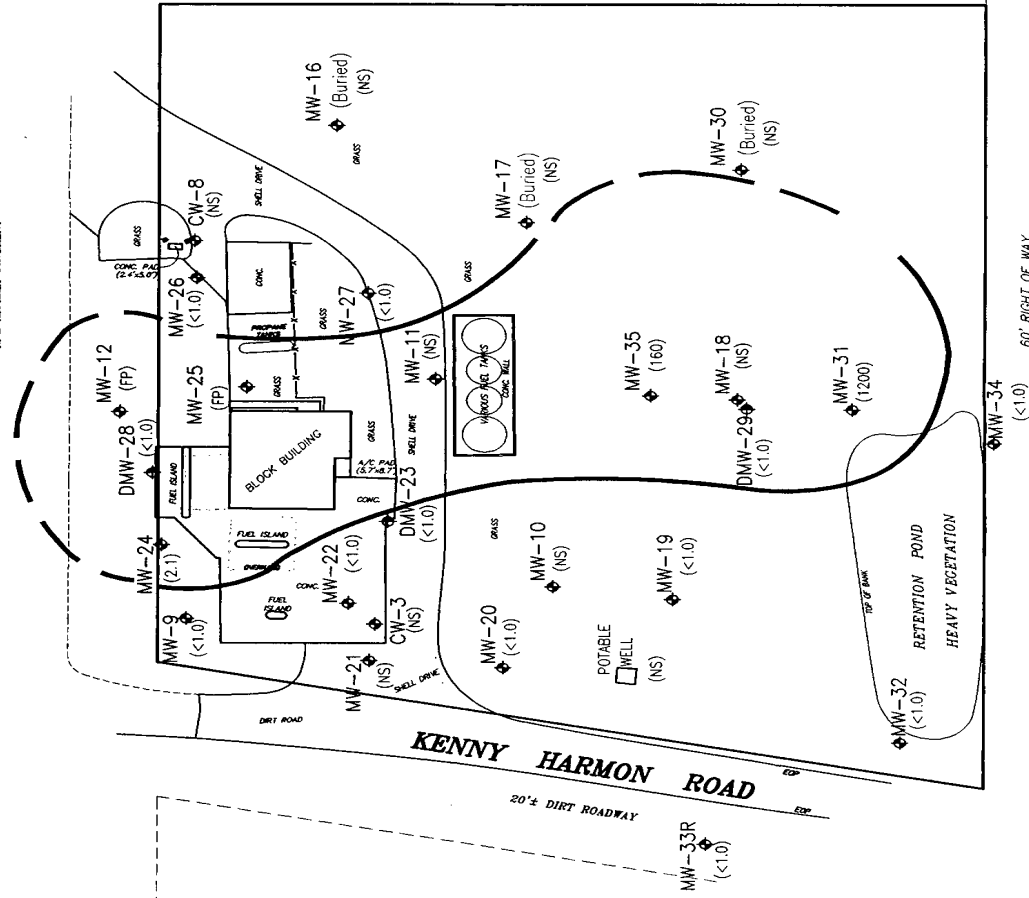 MW-16
(Buried)
(NS)
MW-30
(Buried)
(NS)
MW-17
(Buried)
(NS)
CW-8
(NS)
GRASS
CONC. PAD
MW-26
(<1.0)
SHELL DRIVE
GRASS
CONC.
PROPANE
TANKS
GRASS
(<1.0)
GRASS
MW-12
(FP)
MW-25
(FP)
GRASS
MW-11
(NS)
VARIOUS FUEL TANKS
CONC WALL
MW-35
(160)
MW-18
(NS)
DMW-29
(<1.0)
MW-31
(1200)
MW-34
(<1.0)
60' RIGHT OF WAY
DMW-28
(<1.0)
FUEL ISLAND
BLOCK BUILDING
GRASS
A/C PAD
SHELL DRIVE
CONC.
DMW-23
(<1.0)
FUEL ISLAND
MW-24
(2.1)
CONC.
MW-22
(<1.0)
FUEL
ISLAND
MW-9
(<1.0)
CW-3
(NS)
MW-21
(NS)
SHELL DRIVE
GRASS
MW-10
(NS)
MW-19
(<1.0)
MW-20
(<1.0)
POTABLE
WELL
(NS)
TOP OF BANK
RETENTION POND
HEAVY VEGETATION
MW-32
(<1.0)
DIRT ROAD
KENNY HARMON ROAD
EOP
EOP
20'± DIRT ROADWAY
MW-33R
(<1.0)